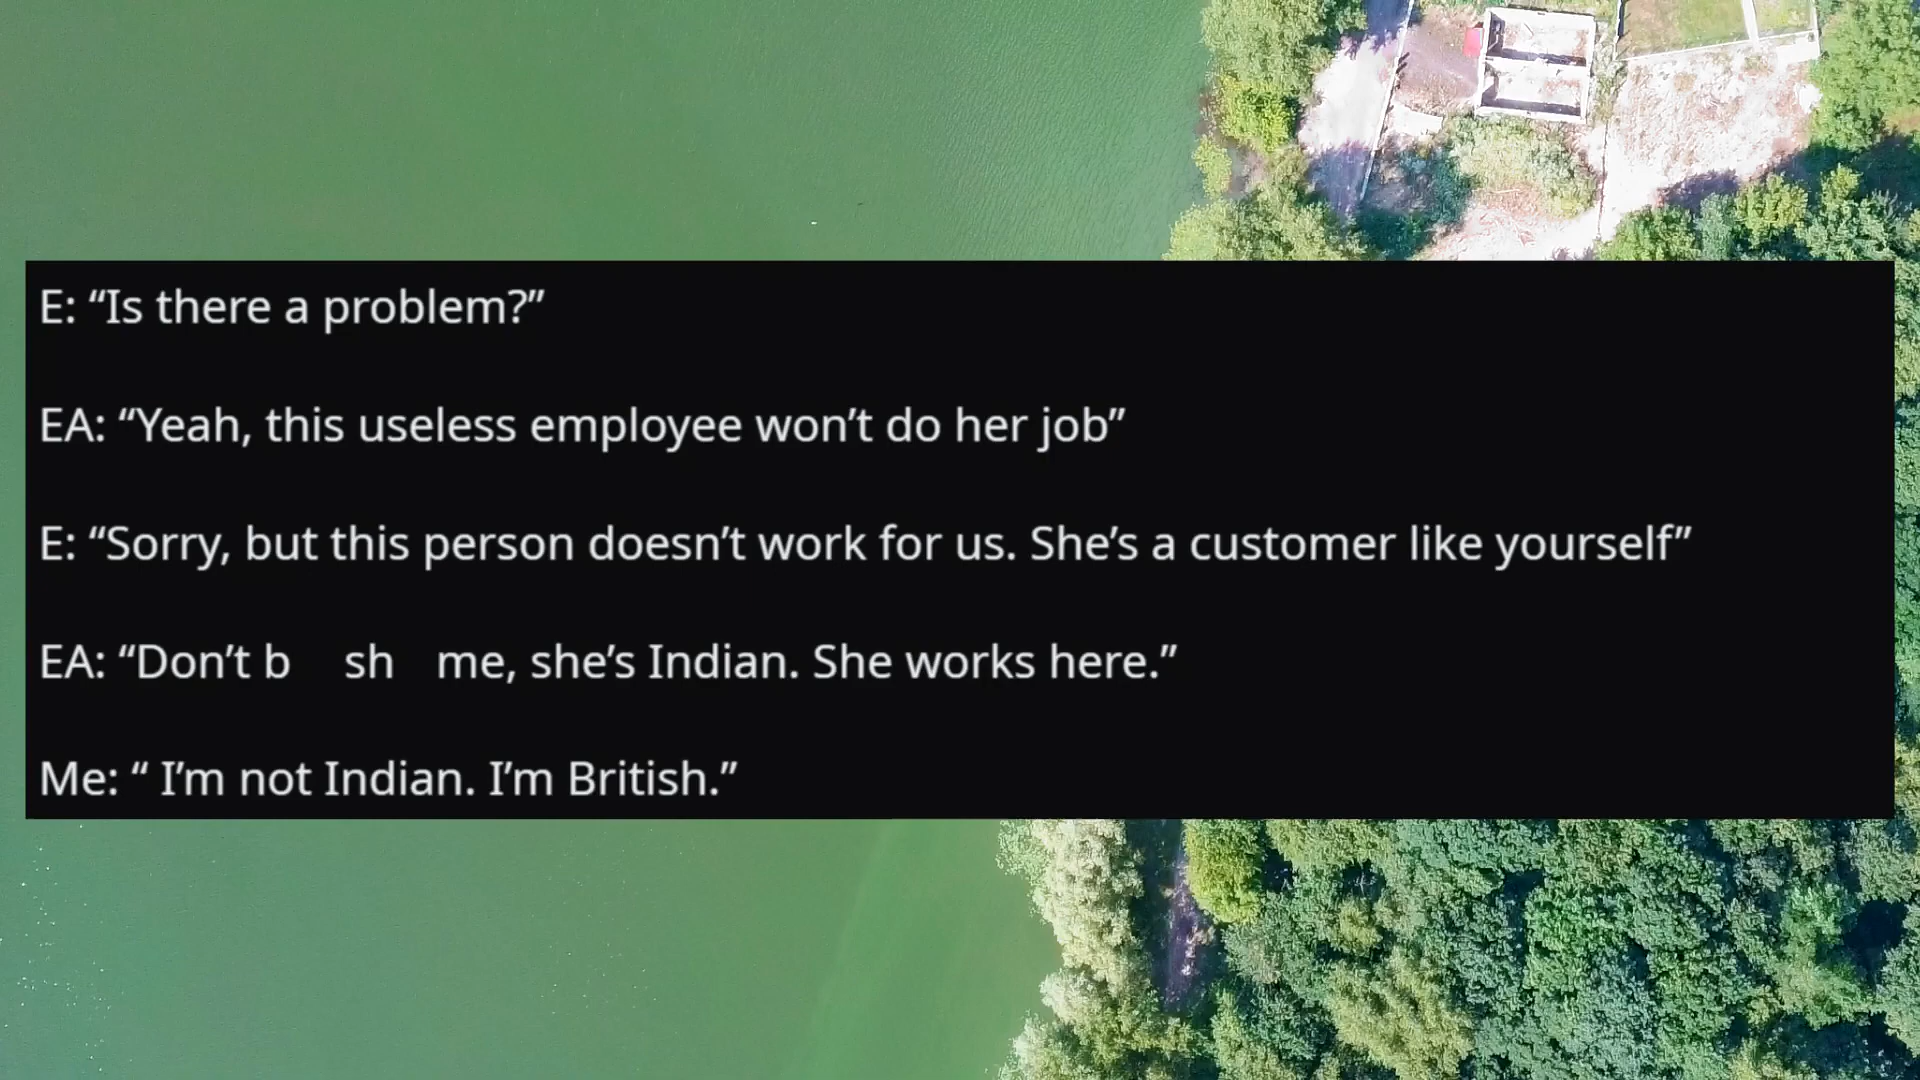 E: “Is there a problem?”
EA: “Yeah, this useless employee won’t do her job”
E: “Sorry, but this person doesn’t work for us. She’s a customer like yourself”
EA: “Don’t b sh me, she’s Indian. She works here.”
Me: “ I’m not Indian. I’m British.”